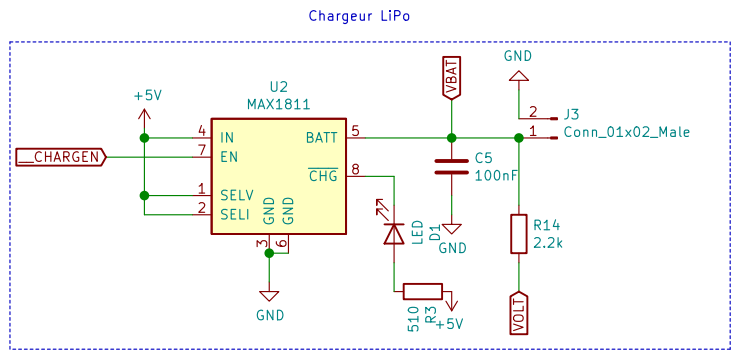 Chargeur LiPo
GND
VBAT
+5V
U2
MAX1811
J3
2
1
Conn_01x02_Male
4
IN
BATT
5
__CHARGEN
7
EN
C5
100nF
CHG
8
1
SELV
2
SELI
GND
GND
3
6
LED
D1
GND
R14
2.2k
GND
510
R3
+5V
VOLT